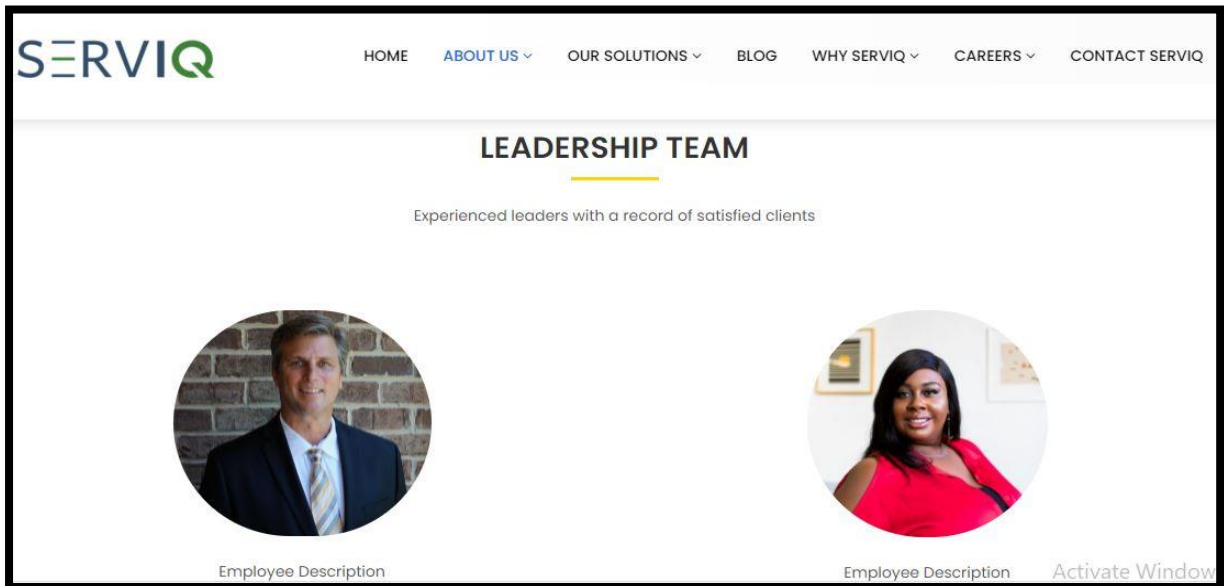 SERVIQ
HOME ABOUT US OUR SOLUTIONS BLOG WHY SERVIQ CAREERS CONTACT SERVIQ
LEADERSHIP TEAM
Experienced leaders with a record of satisfied clients
Employee Description Employee Description
Activate Window